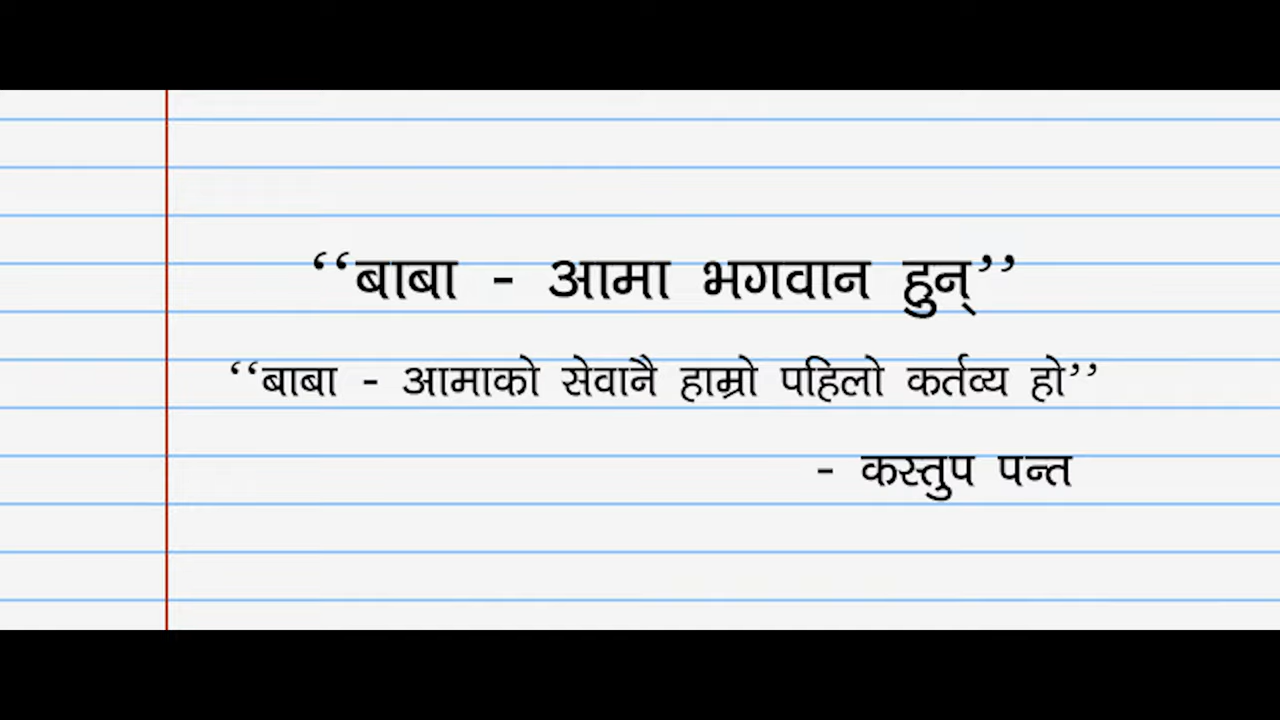 ‘‘बाबा - आमा भगवान हुन्’’
‘‘बाबा - आमाको सेवानै हाम्रो पहिलो कर्तव्य हो’’
- कस्तुप पन्त